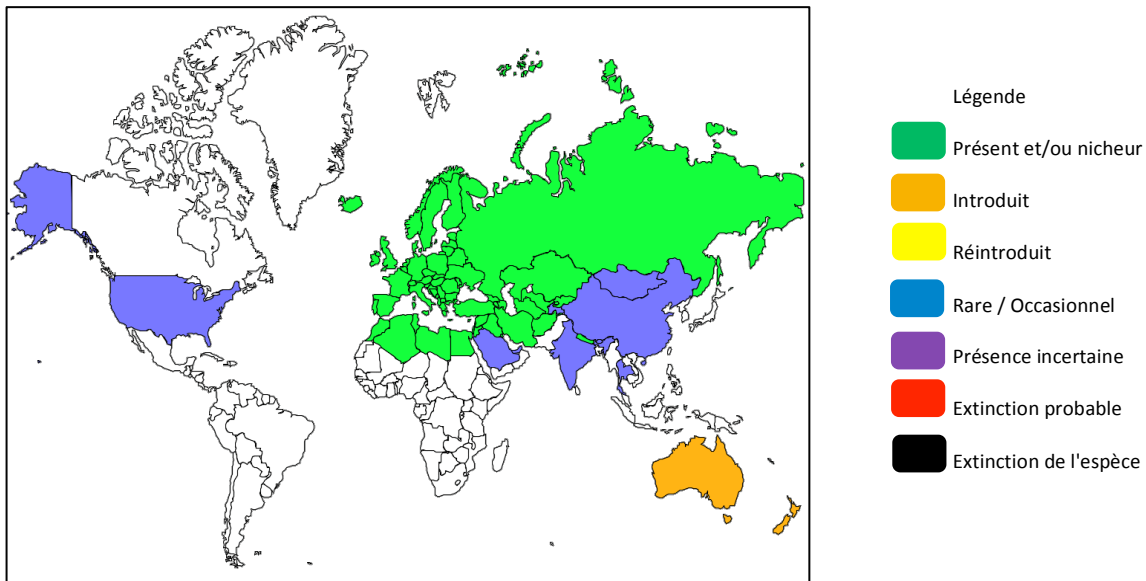 Légende
Présent et/ou nicheur
Introduit
Réintroduit
Rare / Occasionnel
Présence incertaine
Extinction probable
Extinction de l'espèce